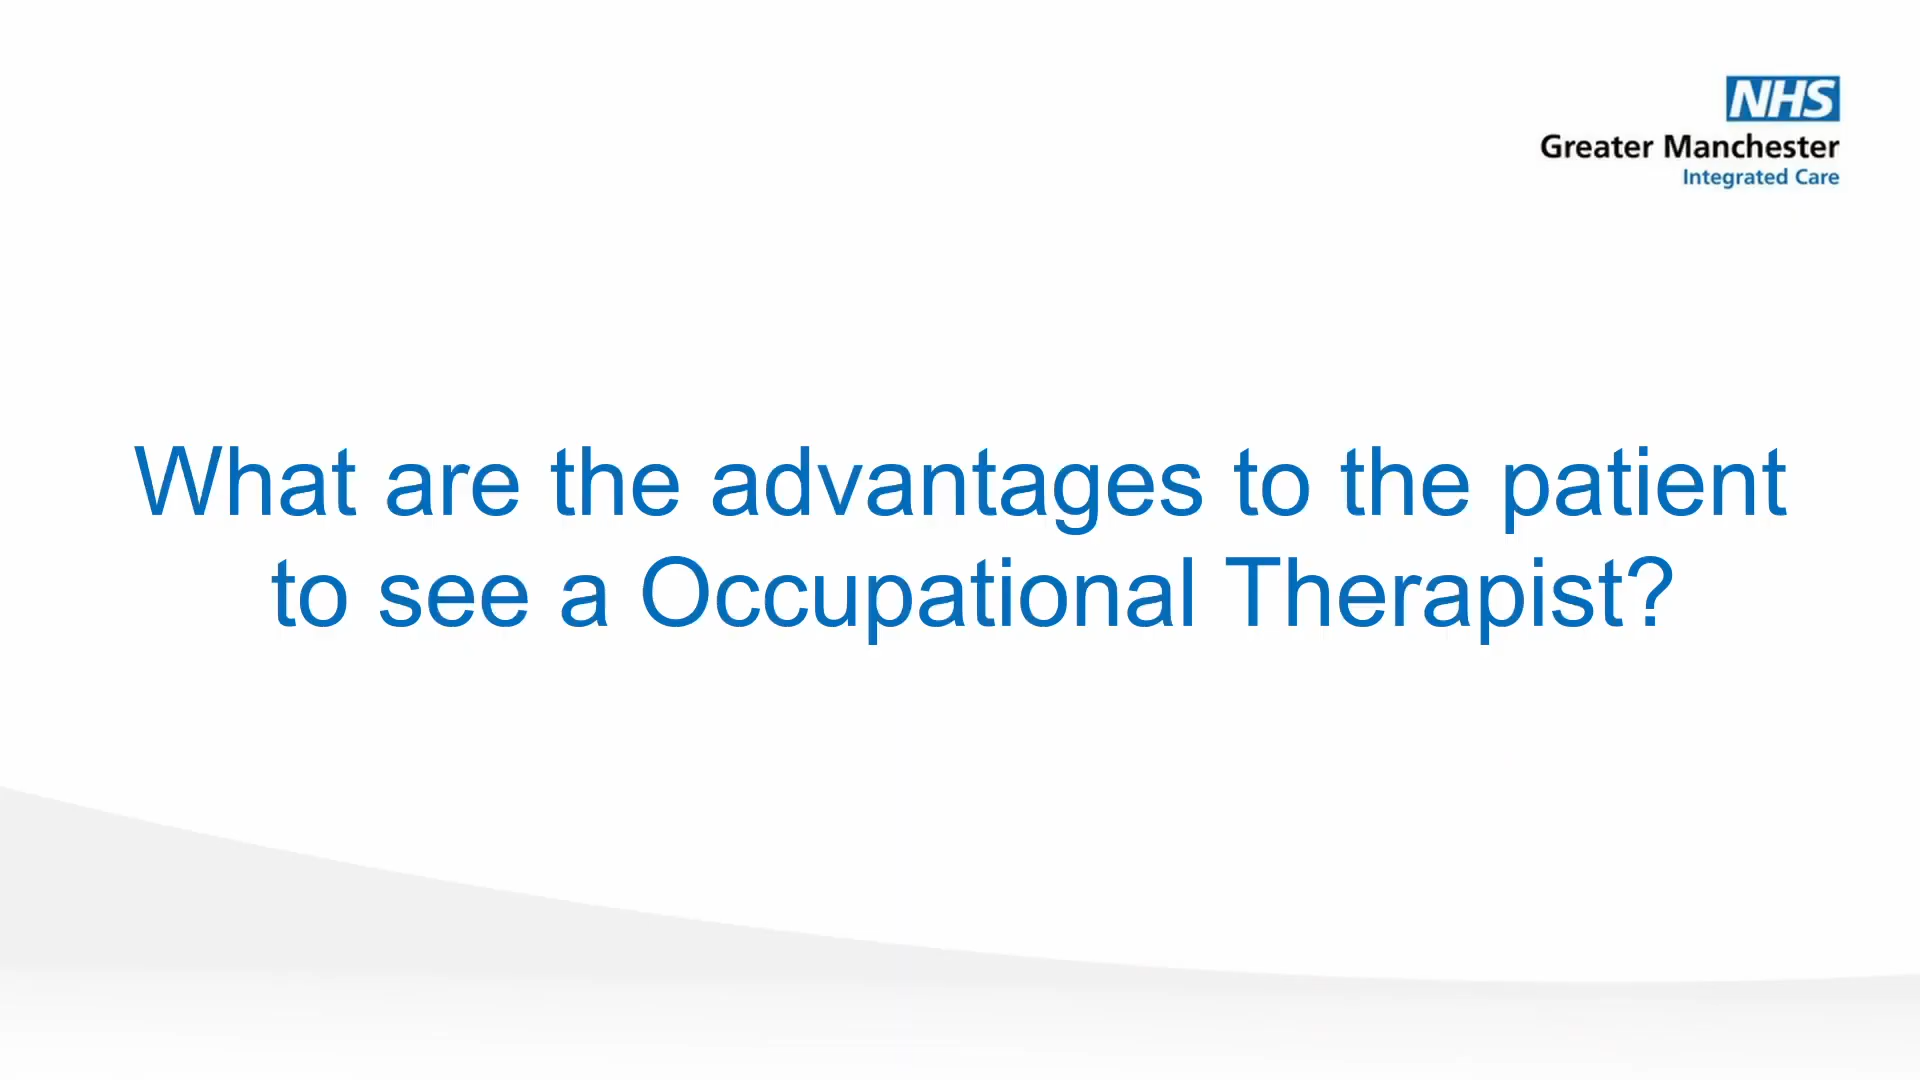 NHS
Greater Manchester
Integrated Care
What are the advantages to the patient
to see a Occupational Therapist?